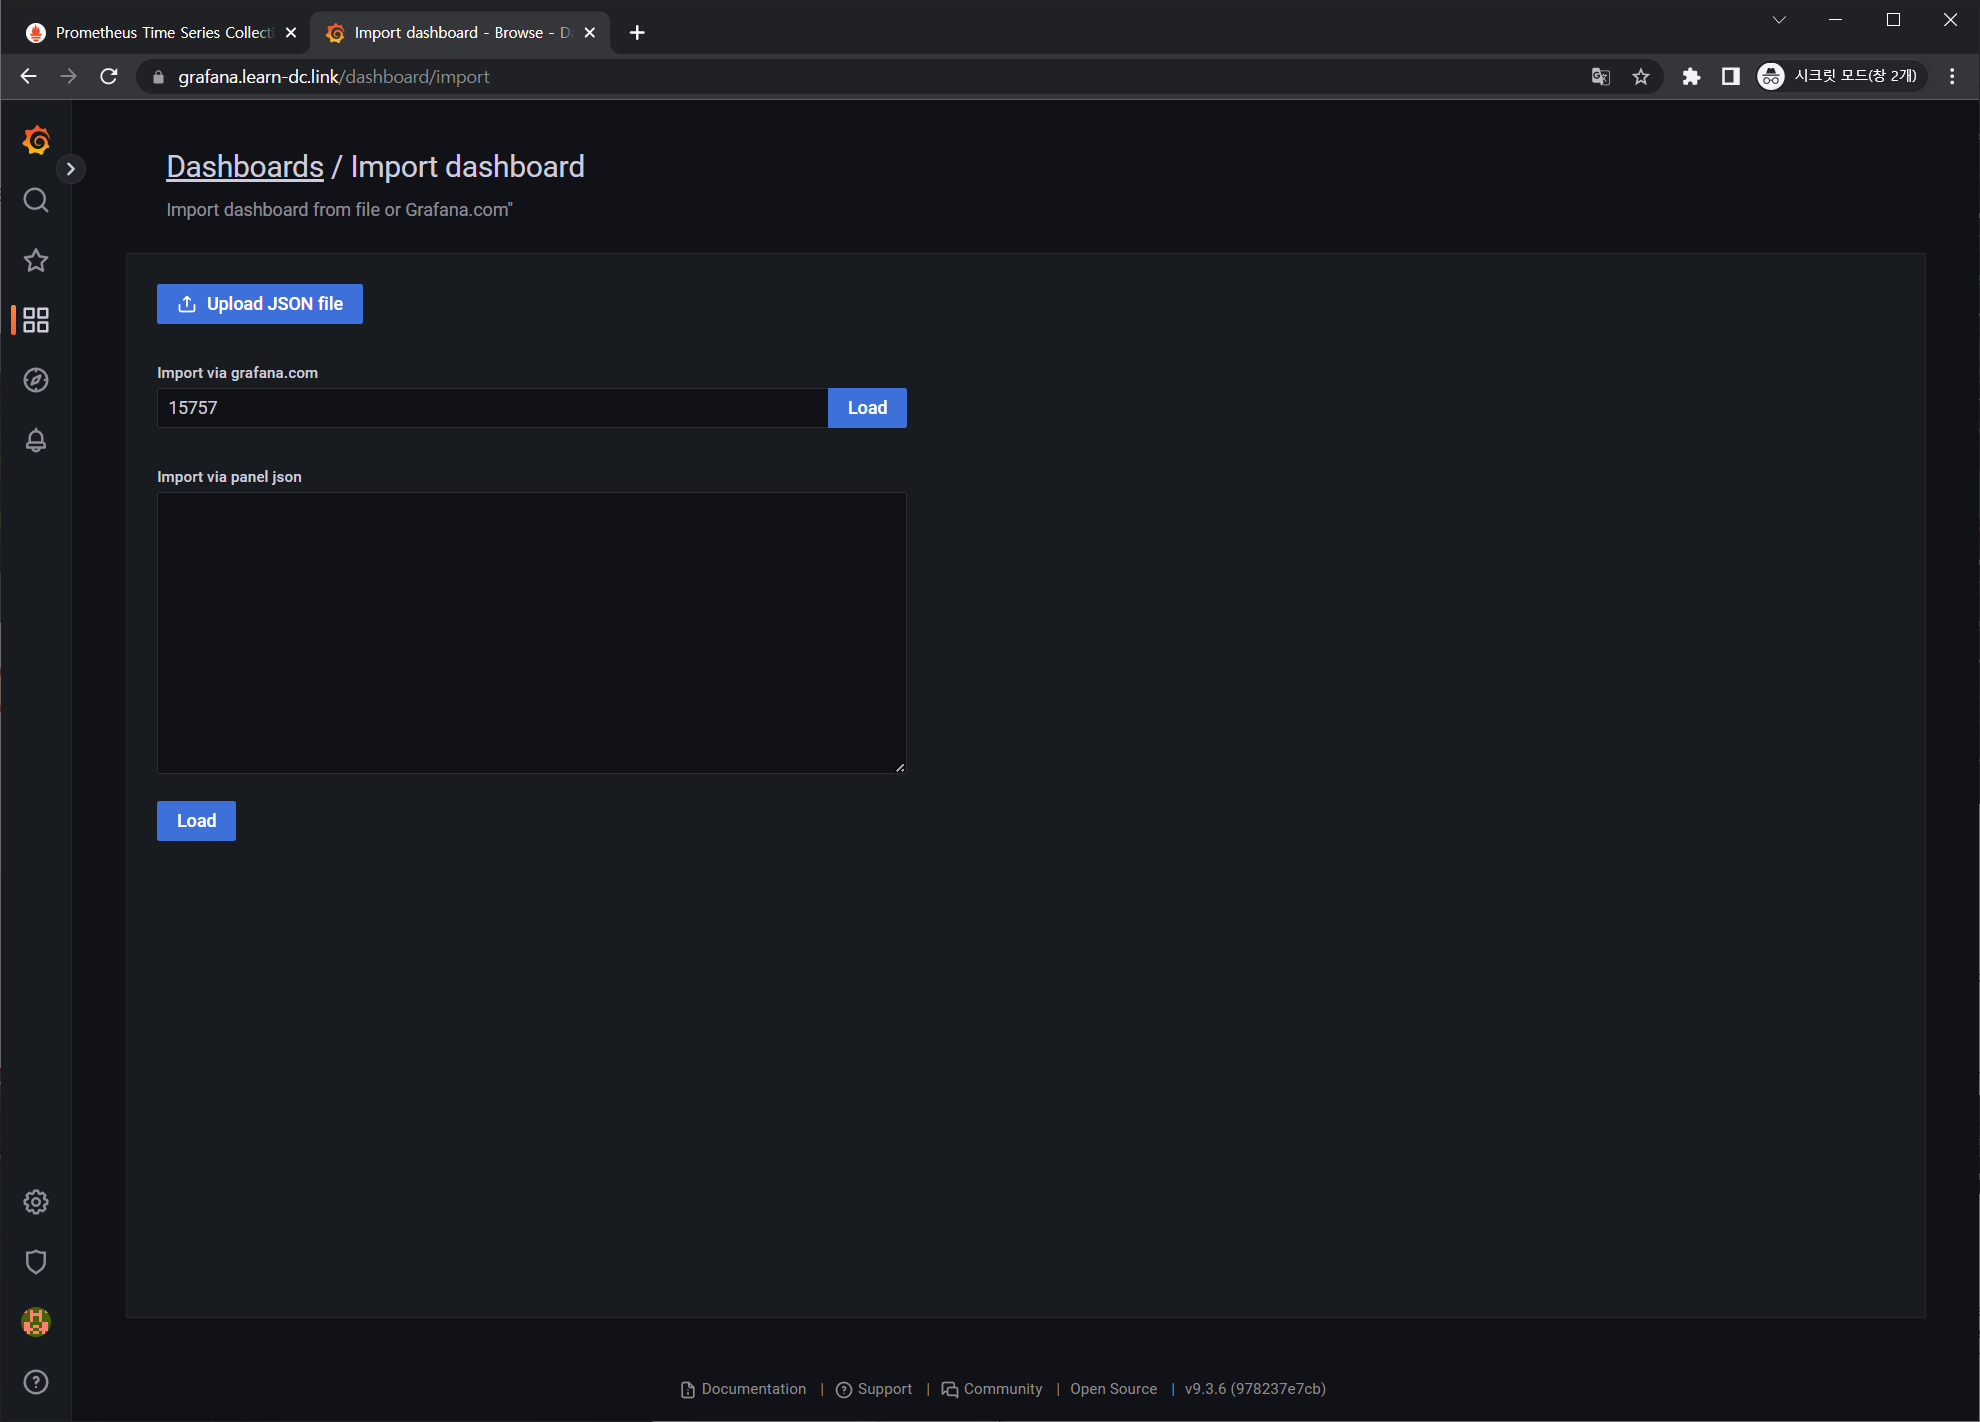 Prometheus Time Series Collecti
Import dashboard - Browse - D
grafana.learn-dc.link/dashboard/import
시크릿 모드(창 2개)
Dashboards / Import dashboard
Import dashboard from file or Grafana.com"
Upload JSON file
Import via grafana.com
15757
Load
Import via panel json
Load
Documentation | Support | Community | Open Source | v9.3.6 (978237e7cb)